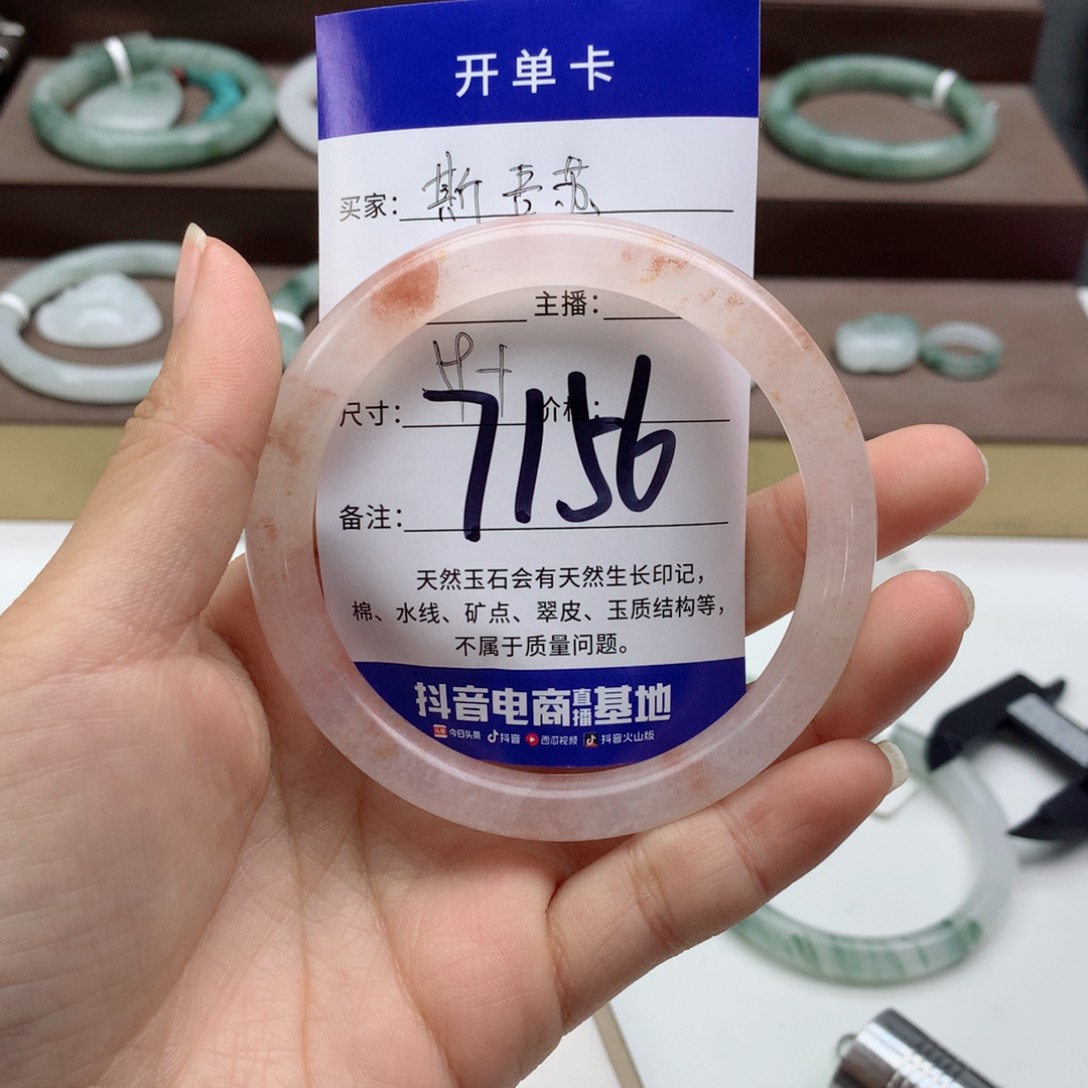 开单卡
买家: 斯吾苏
主播:
尺寸: 价格:
7156
备注:
天然玉石会有天然生长印记，
棉、水线、矿点、翠皮、玉质结构等，
不属于质量问题。
抖音电商直播基地
今日头条 抖音 西瓜视频 抖音火山版